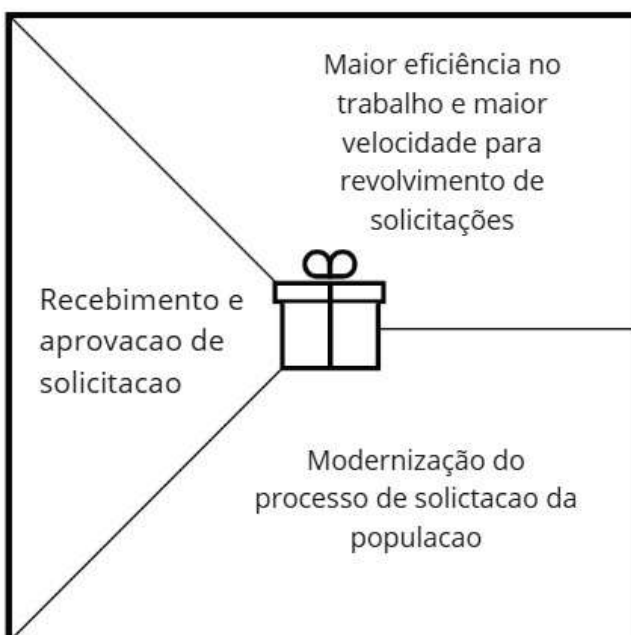 Maior eficiência no
trabalho e maior
velocidade para
revolvimento de
solicitações
Recebimento e
aprovacao de
solicitacao
Modernização do
processo de solictacao da
populacao